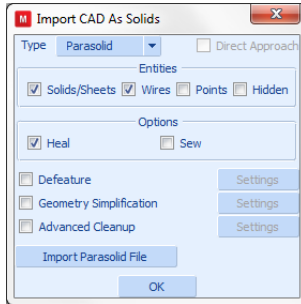 M Import CAD As Solids X
Type Parasolid Direct Approach
Entities
Solids/Sheets Wires Points Hidden
Options
Heal Sew
Defeature Settings
Geometry Simplification Settings
Advanced Cleanup Settings
Import Parasolid File
OK